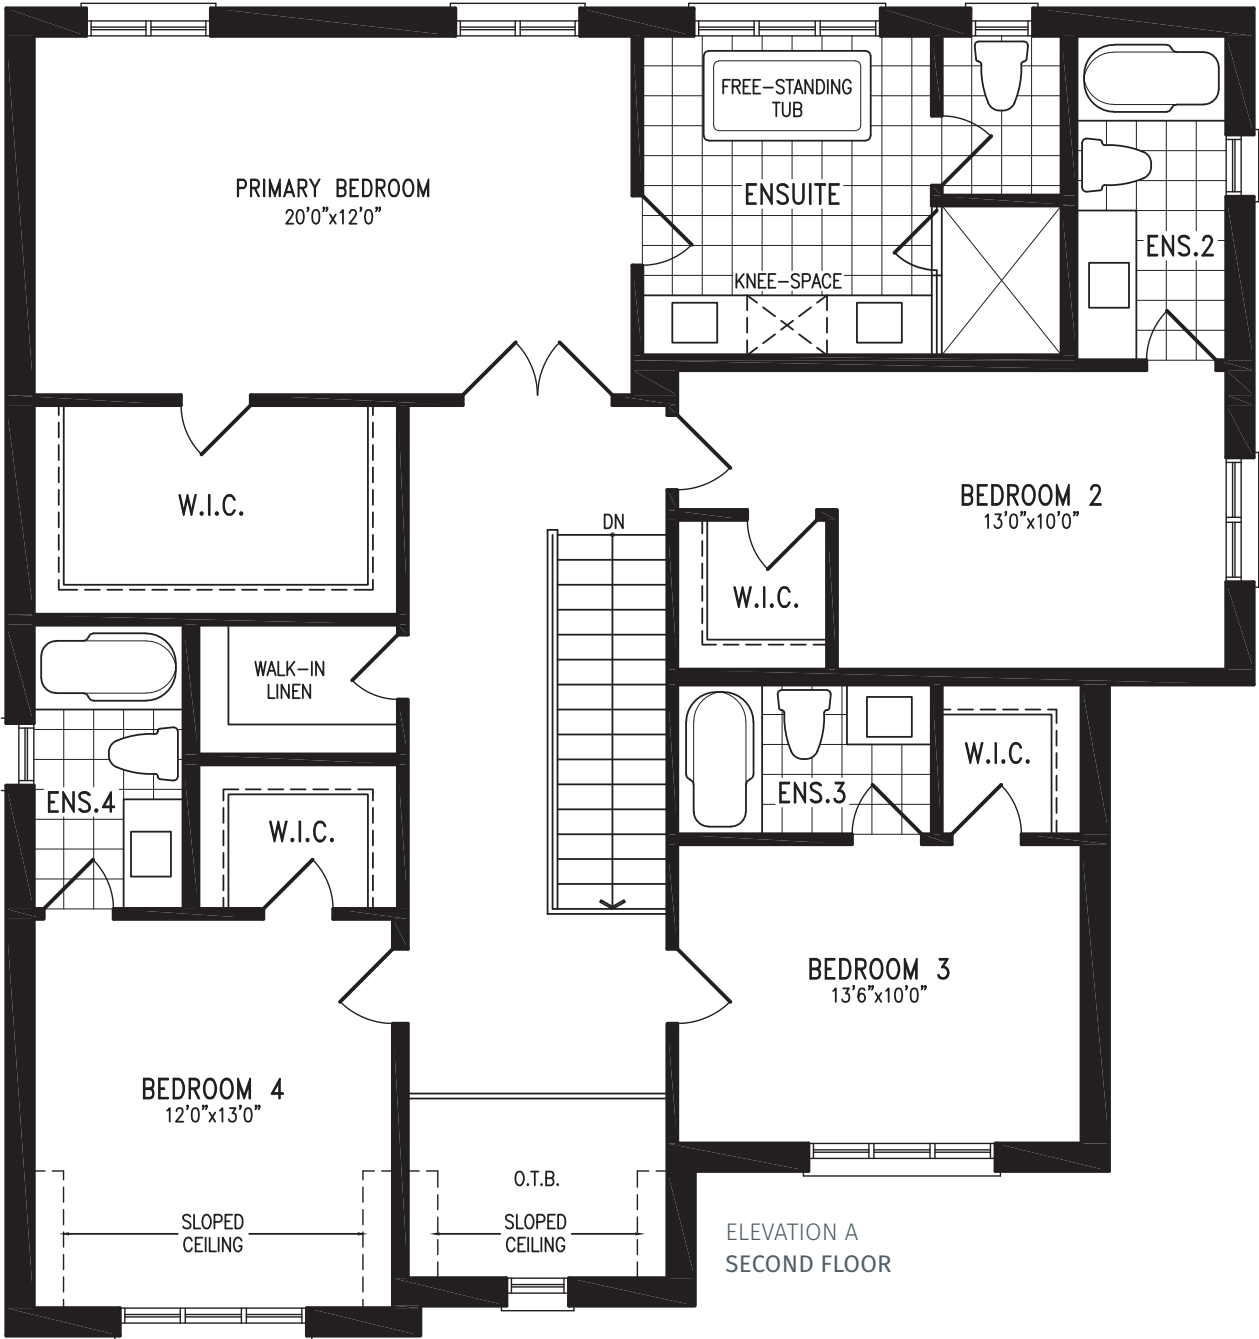 FREE-STANDING
TUB
PRIMARY BEDROOM
20'0"x12'0"
ENSUITE
ENS.2
KNEE-SPACE
W.I.C.
BEDROOM 2
13'0"x10'0"
DN
W.I.C.
WALK-IN
LINEN
W.I.C.
ENS.4
ENS.3
W.I.C.
BEDROOM 3
13'6"x10'0"
BEDROOM 4
12'0"x13'0"
O.T.B.
SLOPED
CEILING
SLOPED
CEILING
ELEVATION A
SECOND FLOOR